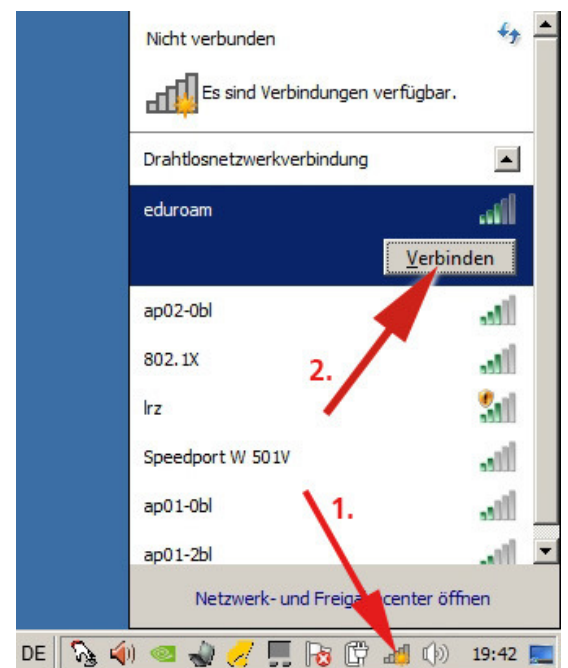 Nicht verbunden
Es sind Verbindungen verfügbar.
Drahtlosnetzwerkverbindung
eduroam
Verbinden
ap02-0bl
802.1X
2.
lrz
Speedport W 501V
ap01-0bl
1.
ap01-2bl
Netzwerk- und Freigabecenter öffnen
DE
19:42